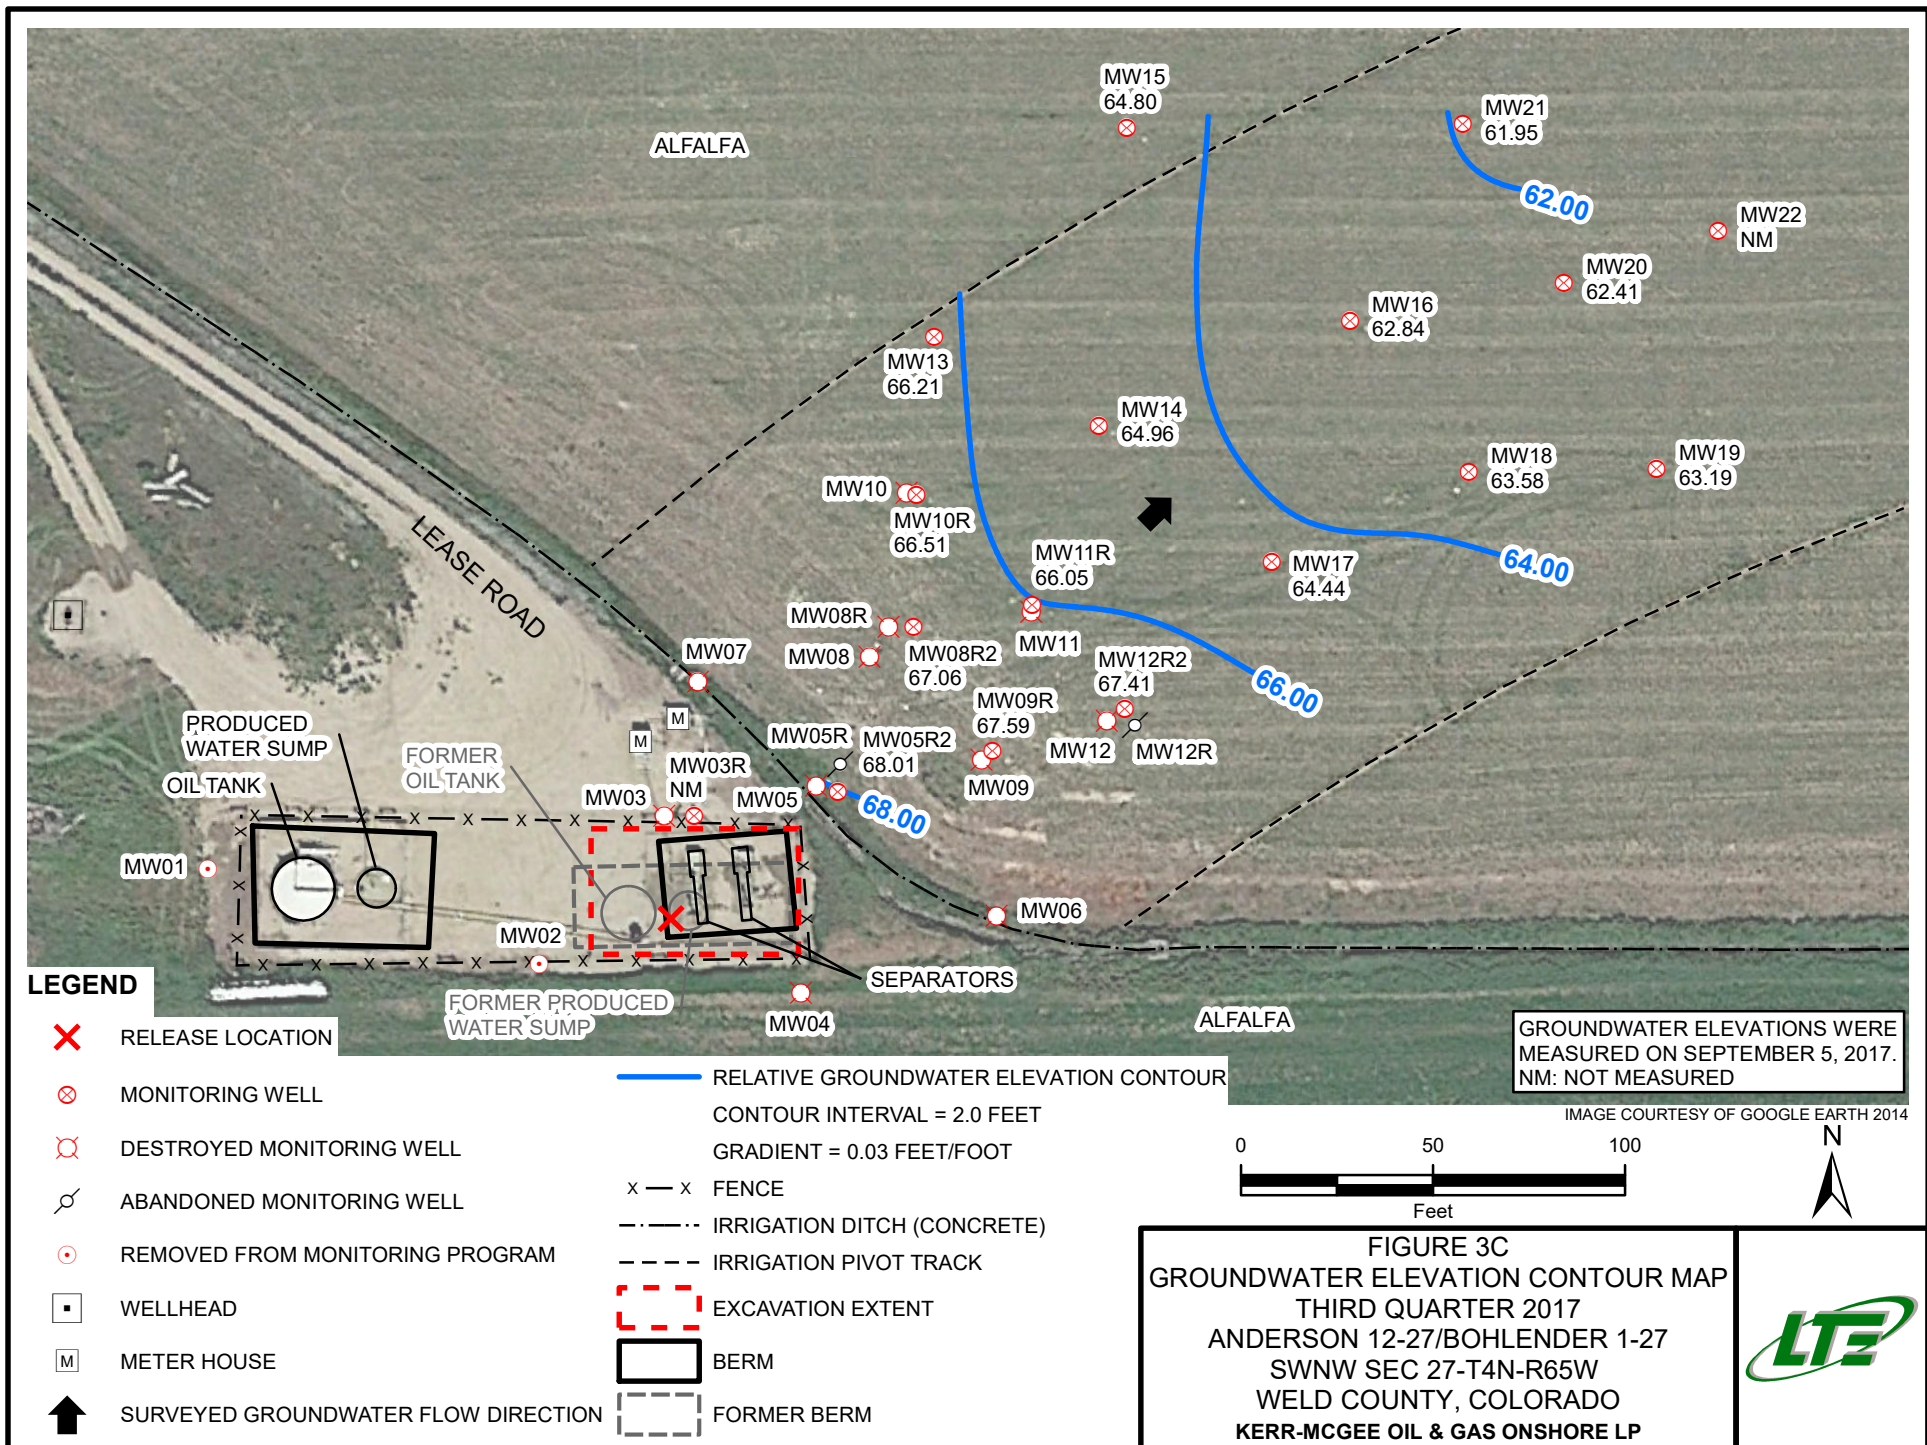 MW15
64.80
ALFALFA
MW21
61.95
62.00
MW22
NM
MW20
62.41
MW16
62.84
MW13
66.21
MW14
64.96
MW18
63.58
MW19
63.19
MW10
MW10R
66.51
LEASE ROAD
MW11R
66.05
64.00
MW17
64.44
MW08R
MW08
MW08R2
67.06
MW11
MW07
MW12R2
67.41
66.00
MW09R
67.59
M
M
PRODUCED
WATER SUMP
FORMER
OIL TANK
MW05R
MW05R2
68.01
MW12
MW12R
MW03R
NM
MW09
OIL TANK
MW03
MW05
68.00
X X X X X X X X X X X
MW01
MW06
MW02
SEPARATORS
FORMER PRODUCED
WATER SUMP
MW04
ALFALFA
GROUNDWATER ELEVATIONS WERE
MEASURED ON SEPTEMBER 5, 2017.
NM: NOT MEASURED
IMAGE COURTESY OF GOOGLE EARTH 2014
LEGEND
RELEASE LOCATION
MONITORING WELL
DESTROYED MONITORING WELL
ABANDONED MONITORING WELL
REMOVED FROM MONITORING PROGRAM
WELLHEAD
M METER HOUSE
SURVEYED GROUNDWATER FLOW DIRECTION
RELATIVE GROUNDWATER ELEVATION CONTOUR
CONTOUR INTERVAL = 2.0 FEET
GRADIENT = 0.03 FEET/FOOT
X X FENCE
IRRIGATION DITCH (CONCRETE)
IRRIGATION PIVOT TRACK
EXCAVATION EXTENT
BERM
FORMER BERM
0 50 100
Feet
N
FIGURE 3C
GROUNDWATER ELEVATION CONTOUR MAP
THIRD QUARTER 2017
ANDERSON 12-27/BOHLENDER 1-27
SWNW SEC 27-T4N-R65W
WELD COUNTY, COLORADO
KERR-MCGEE OIL & GAS ONSHORE LP
LTE